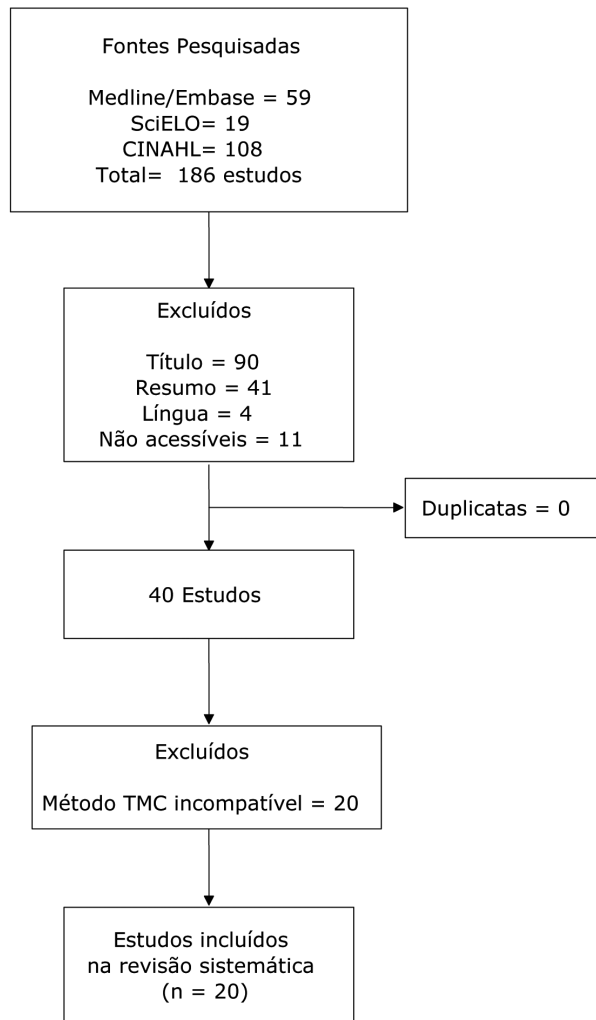 Fontes Pesquisadas
Medline/Embase = 59
SciELO= 19
CINAHL= 108
Total= 186 estudos
Excluídos
Título = 90
Resumo = 41
Língua = 4
Não acessíveis = 11
Duplicatas = 0
40 Estudos
Excluídos
Método TMC incompatível = 20
Estudos incluídos
na revisão sistemática
(n = 20)